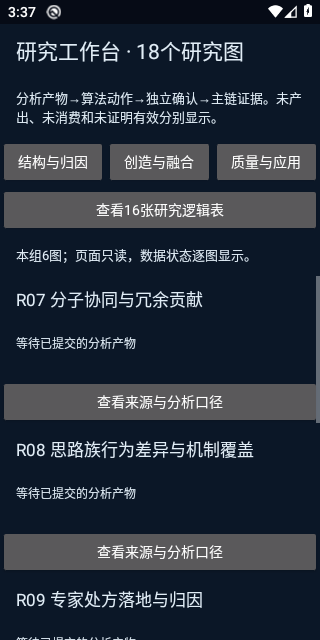 3:37
研究工作台 · 18个研究图
分析产物→算法动作→独立确认→主链证据。未产
出、未消费和未证明有效分别显示。
结构与归因 创造与融合 质量与应用
查看16张研究逻辑表
本组6图；页面只读，数据状态逐图显示。
R07 分子协同与冗余贡献
等待已提交的分析产物
查看来源与分析口径
R08 思路族行为差异与机制覆盖
等待已提交的分析产物
查看来源与分析口径
R09 专家处方落地与归因